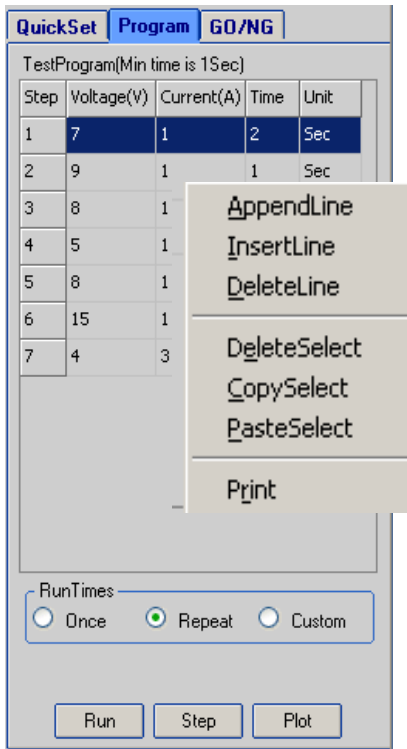 QuickSet Program GO/NG
TestProgram(Min time is 1Sec)
Step Voltage(V) Current(A) Time Unit
1 7 1 2 Sec
2 9 1 1 Sec
3 8 1
4 5 1
5 8 1
6 15 1
7 4 3
AppendLine
InsertLine
DeleteLine
DeleteSelect
CopySelect
PasteSelect
Print
RunTimes
Once Repeat Custom
Run Step Plot